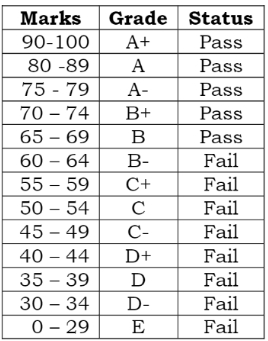 Marks Grade Status
90-100 A+ Pass
80 -89 A Pass
75 - 79 A- Pass
70 – 74 B+ Pass
65 – 69 B Pass
60 – 64 B- Fail
55 – 59 C+ Fail
50 – 54 C Fail
45 – 49 C- Fail
40 – 44 D+ Fail
35 – 39 D Fail
30 – 34 D- Fail
0 – 29 E Fail